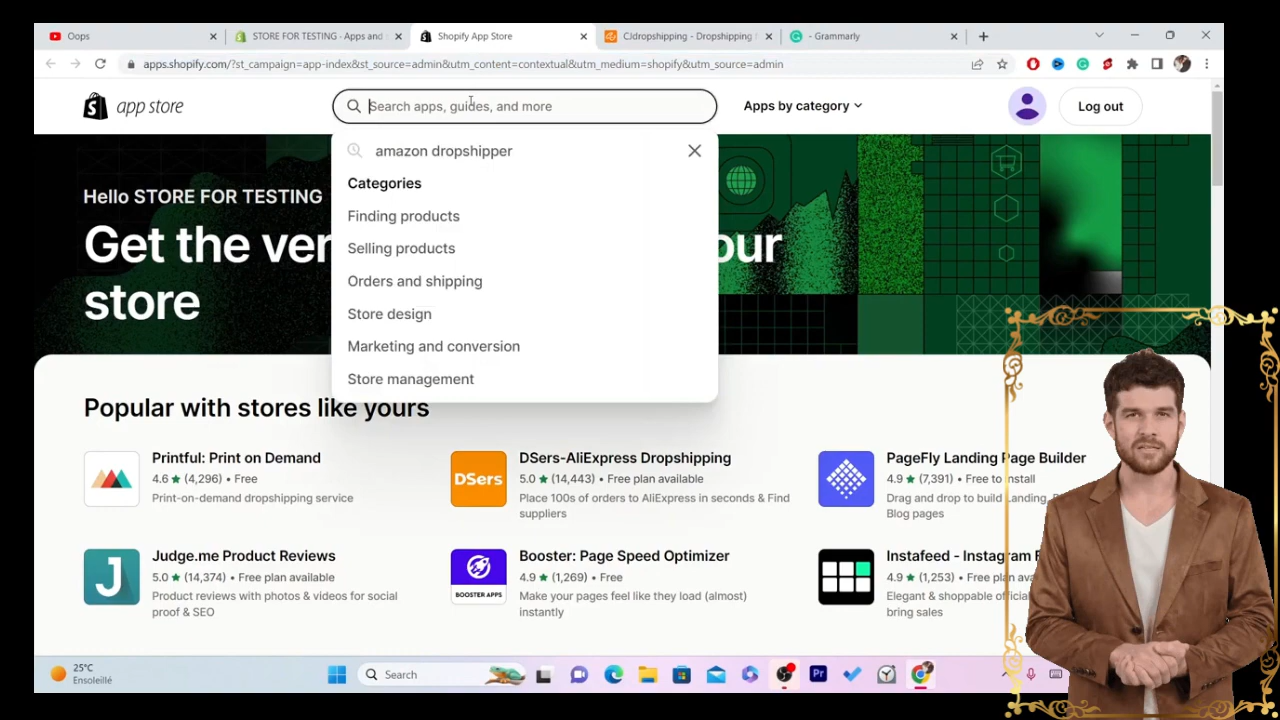 Oops
STORE FOR TESTING - Apps and
Shopify App Store
CJdropshipping - Dropshipping
- Grammarly
apps.shopify.com/?st_campaign=app-index&st_source=admin&utm_content=contextual&utm_medium=shopify&utm_source=admin
app store
Search apps, guides, and more
Apps by category
Log out
amazon dropshipper
Categories
Finding products
Selling products
Orders and shipping
Store design
Marketing and conversion
Store management
Hello STORE FOR TESTING
Get the ver our
store
Popular with stores like yours
Printful: Print on Demand
4.6 ★ (4,296) • Free
Print-on-demand dropshipping service
DSers
DSers-AliExpress Dropshipping
5.0 ★ (14,443) • Free plan available
Place 100s of orders to AliExpress in seconds & Find
suppliers
PageFly Landing Page Builder
4.9 ★ (7,391) • Free to install
Drag and drop to build Landing,
Blog pages
J
Judge.me Product Reviews
5.0 ★ (14,374) • Free plan available
Product reviews with photos & videos for social
proof & SEO
BOOSTER APPS
Booster: Page Speed Optimizer
4.9 ★ (1,269) • Free
Make your pages feel like they load (almost)
instantly
Instafeed - Instagram
4.9 ★ (1,253) • Free plan
Elegant & shoppable
bring sales
25°C
Ensoleillé
Search
Pr